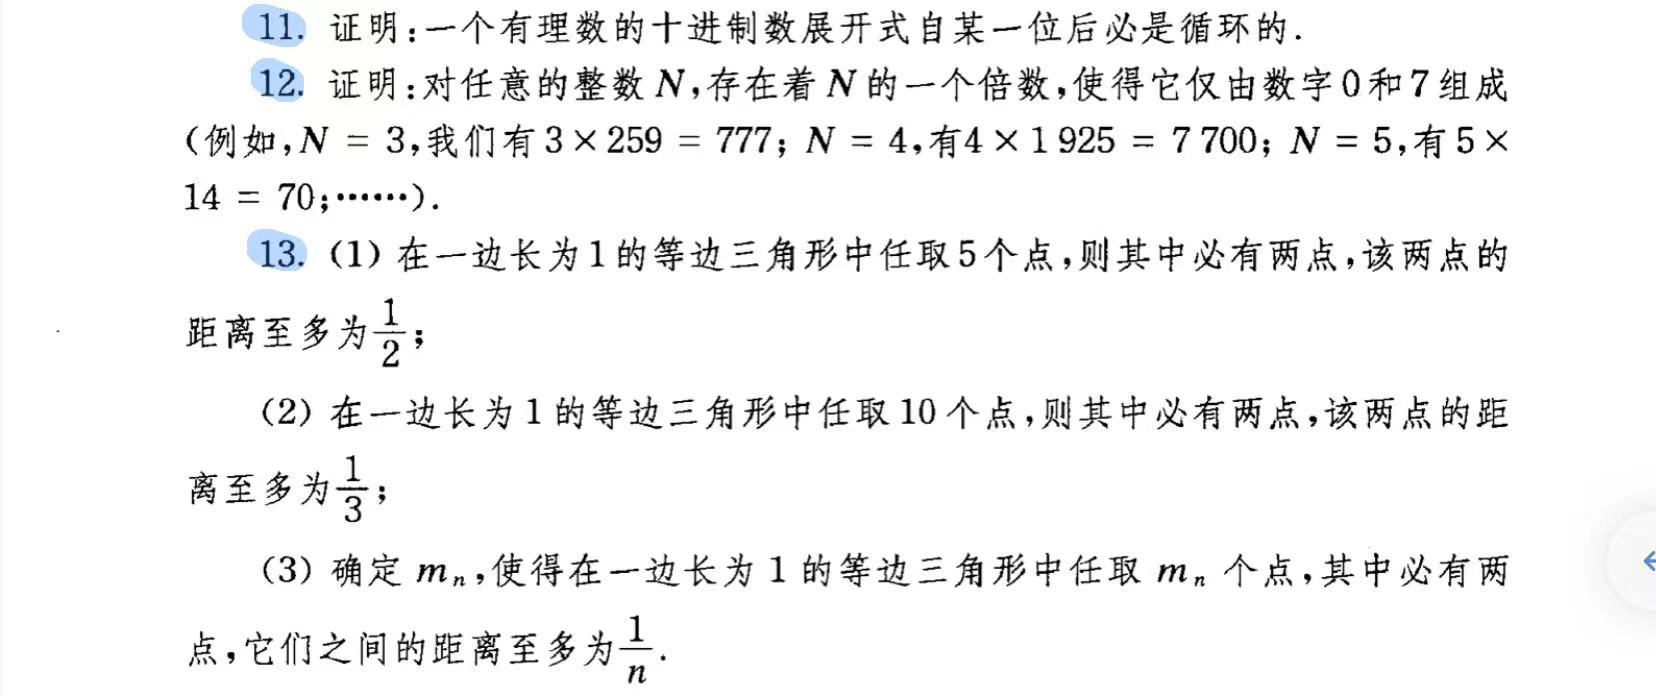 11. 证明:一个有理数的十进制数展开式自某一位后必是循环的.
12. 证明:对任意的整数 N,存在着 N 的一个倍数,使得它仅由数字 0 和 7 组成
(例如,N = 3,我们有 3 × 259 = 777; N = 4,有4 × 1 925 = 7 700; N = 5,有 5 ×
14 = 70;……).
13. (1) 在一边长为 1 的等边三角形中任取 5 个点,则其中必有两点,该两点的
距离至多为 1/2;
(2) 在一边长为 1 的等边三角形中任取 10 个点,则其中必有两点,该两点的距
离至多为 1/3;
(3) 确定 mₙ,使得在一边长为 1 的等边三角形中任取 mₙ 个点,其中必有两
点,它们之间的距离至多为 1/n.